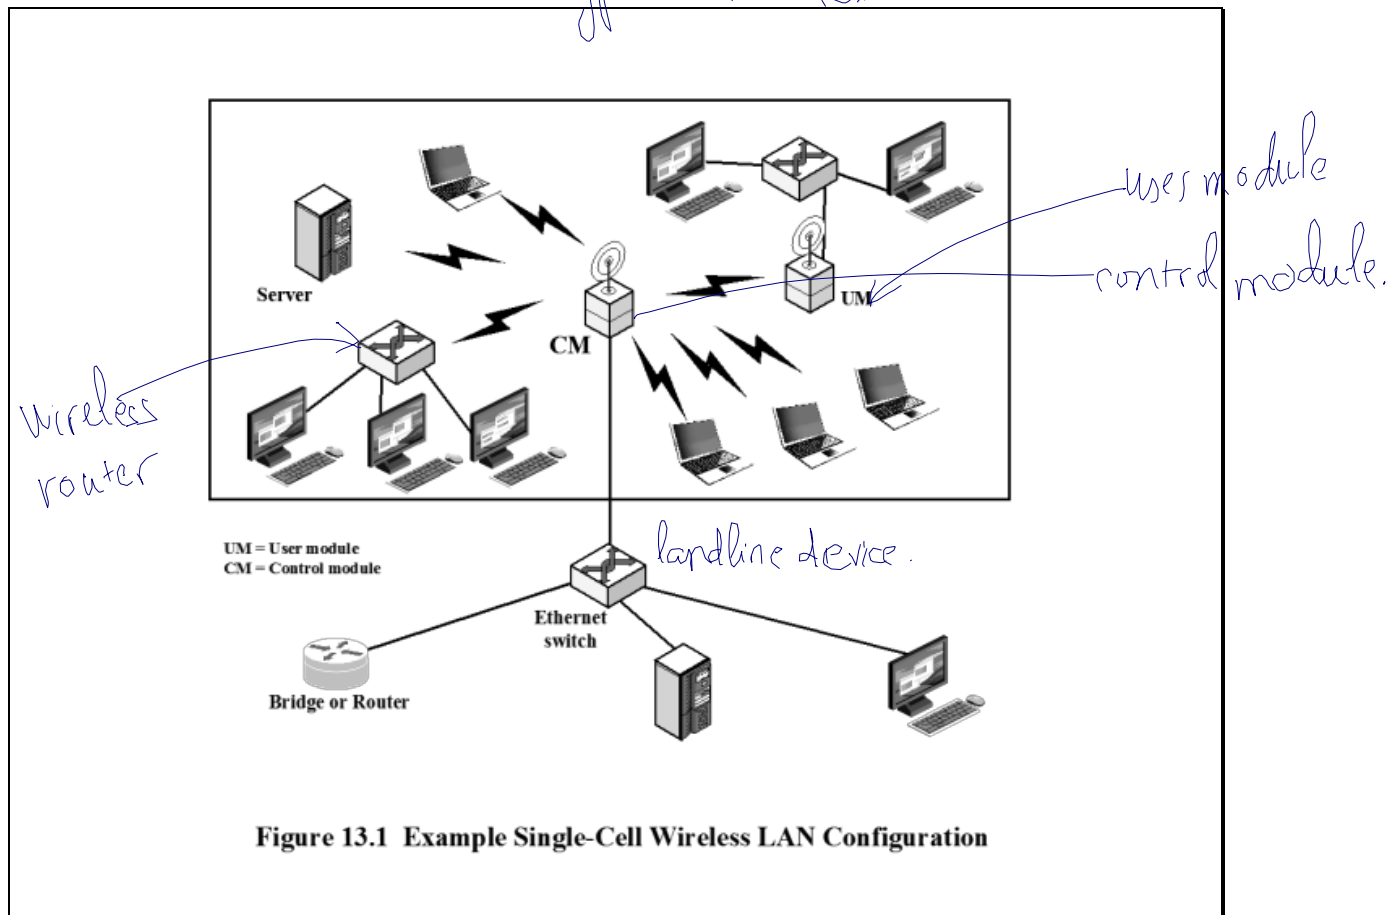 user module
control module.
Server
UM
CM
wireless
router
UM = User module
CM = Control module
landline device.
Ethernet
switch
Bridge or Router
Figure 13.1 Example Single-Cell Wireless LAN Configuration